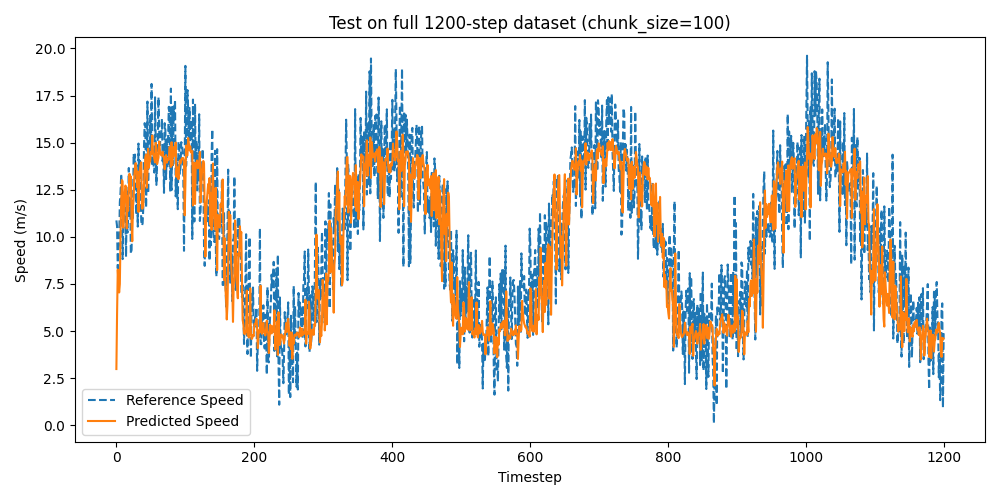 Test on full 1200-step dataset (chunk_size=100)
20.0
17.5
15.0
12.5
10.0
7.5
5.0
2.5
0.0
Speed (m/s)
Reference Speed
Predicted Speed
0 200 400 600 800 1000 1200
Timestep